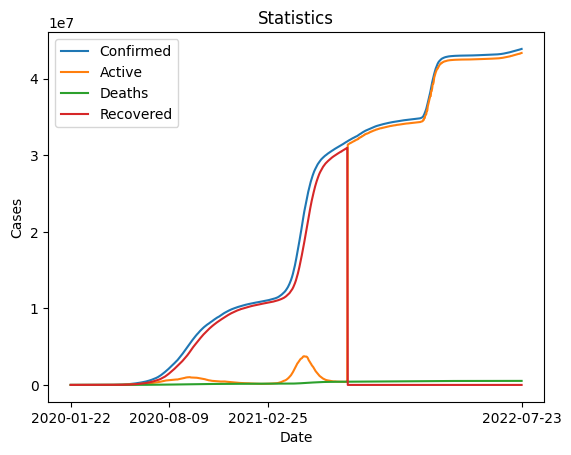 Statistics
1e7
Confirmed
Active
Deaths
Recovered
4
3
2
1
0
Cases
2020-01-22 2020-08-09 2021-02-25 2022-07-23
Date